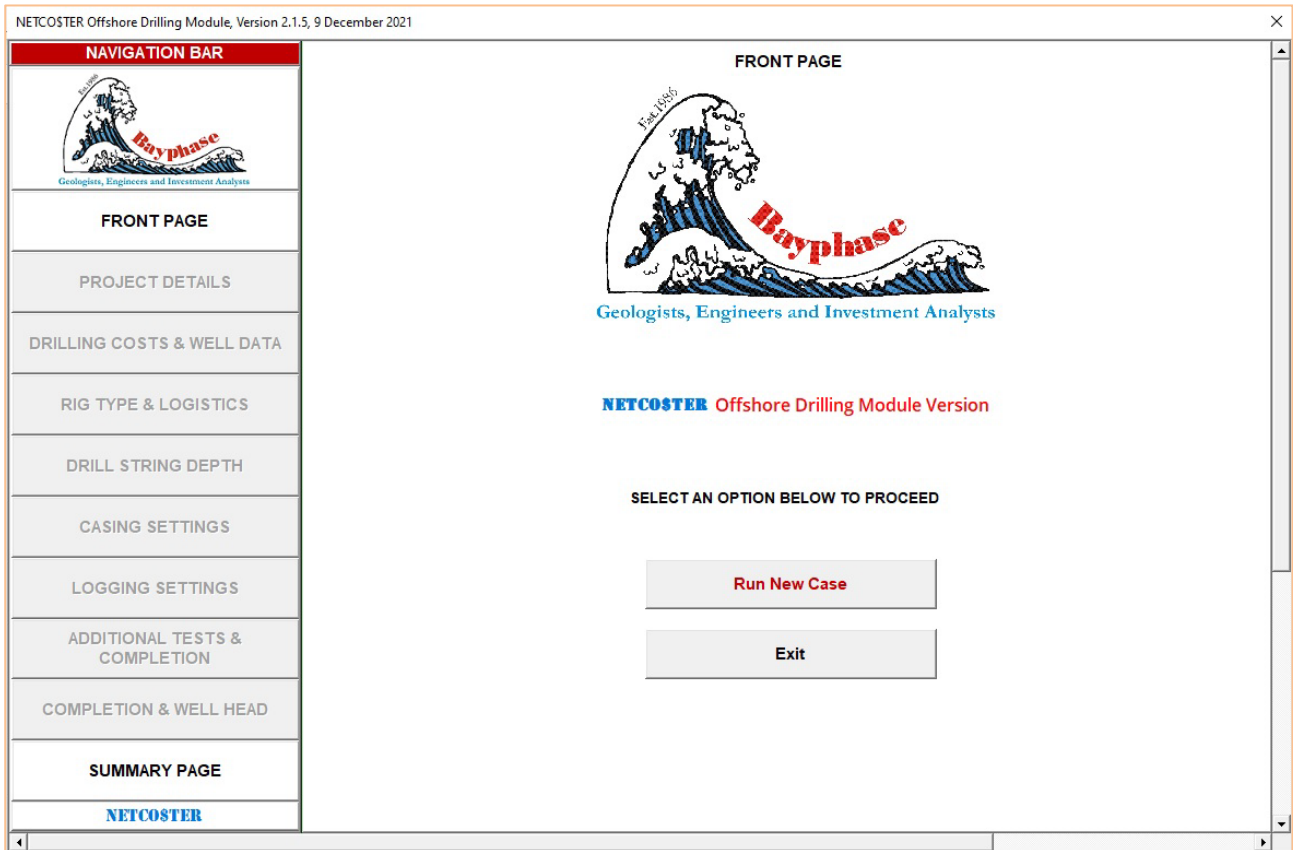 NETCO$TER Offshore Drilling Module, Version 2.1.5, 9 December 2021
NAVIGATION BAR
Est.1986
Bayphase
Geologists, Engineers and Investment Analysts
FRONT PAGE
PROJECT DETAILS
DRILLING COSTS & WELL DATA
RIG TYPE & LOGISTICS
DRILL STRING DEPTH
CASING SETTINGS
LOGGING SETTINGS
ADDITIONAL TESTS &
COMPLETION
COMPLETION & WELL HEAD
SUMMARY PAGE
NETCO$TER
FRONT PAGE
Est.1986
Bayphase
Geologists, Engineers and Investment Analysts
NETCO$TER Offshore Drilling Module Version
SELECT AN OPTION BELOW TO PROCEED
Run New Case
Exit